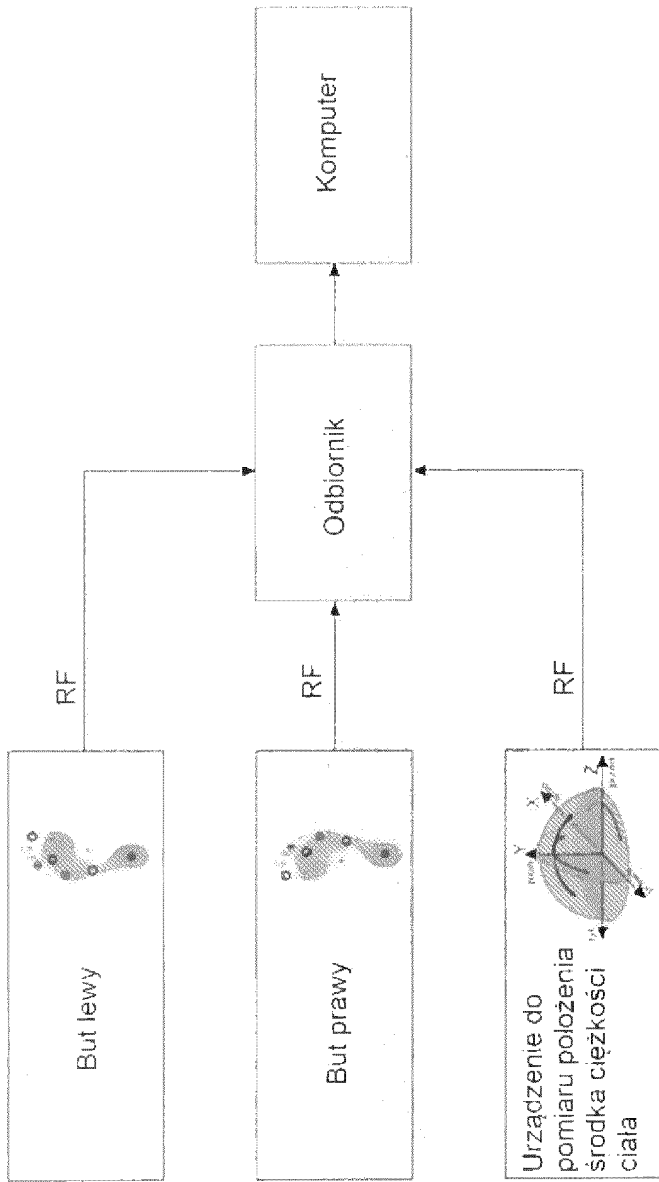 But lewy
RF
But prawy
RF
Odbiornik
Komputer
Urządzenie do
pomiaru położenia
środka ciężkości
ciała
Y
X
Z
RF